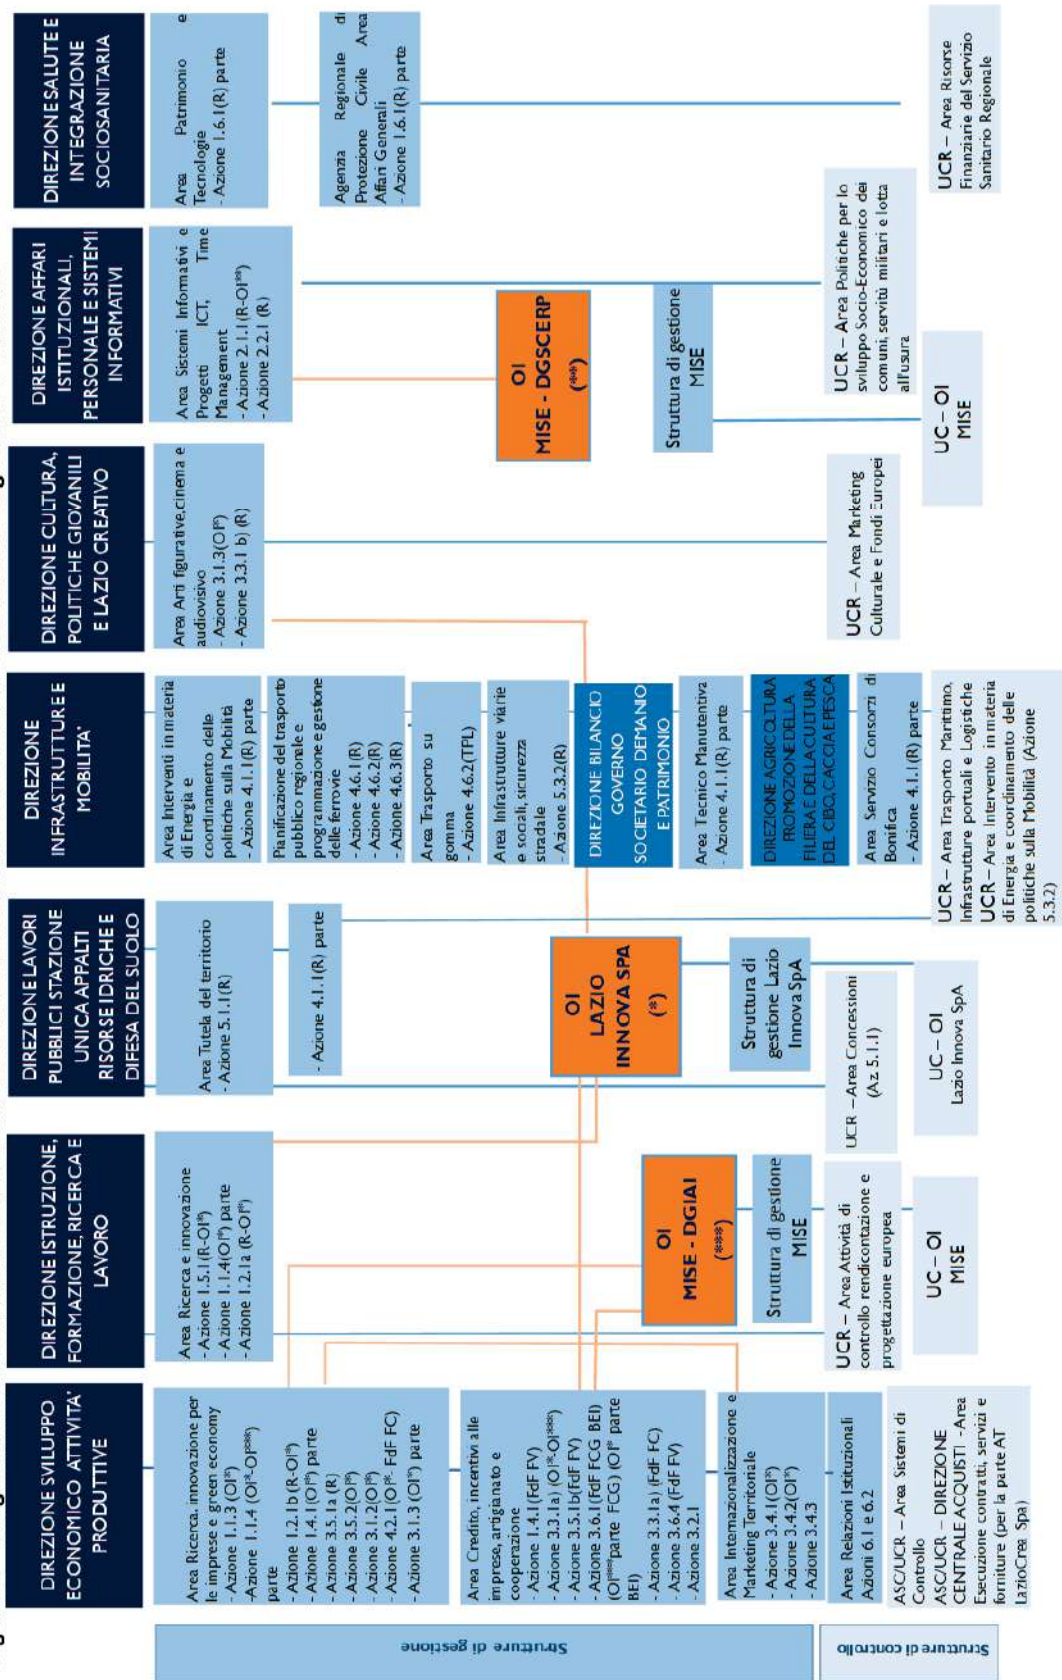 DIREZIONE SVILUPPO
ECONOMICO ATTIVITA'
PRODUTTIVE
Area Ricerca, innovazione per
le imprese e green economy
- Azione 1.1.3 (OI*)
-Azione 1.1.4 (OI*-OI***)
parte
- Azione 1.2.1b (R-OI*)
- Azione 1.4.1(OI*) parte
- Azione 3.5.1a (R)
- Azione 3.5.2(OI*)
- Azione 3.1.2(OI*)
- Azione 4.2.1(OI*- FdF FC)
- Azione 3.1.3 (OI*) parte
Area Credito, incentivi alle
imprese, artigianato e
cooperazione
- Azione 1.4.1(FdF FV)
- Azione 3.3.1a) (OI*-OI***)
- Azione 3.5.1b(FdF FV)
- Azione 3.6.1(FdF FCG BEI)
(OI***parte FCG) (OI* parte
BEI)
- Azione 3.3.1a) (FdF FC)
- Azione 3.6.4 (FdF FV)
- Azione 3.2.1
Area Internazionalizzazione e
Marketing Territoriale
- Azione 3.4.1(OI*)
- Azione 3.4.2(OI*)
- Azione 3.4.3
Area Relazioni Istituzionali
Azioni 6.1 e 6.2
ASC/UCR – Area Sistemi di
Controllo
ASC/UCR – DIREZIONE
CENTRALE ACQUISTI -Area
Esecuzione contratti, servizi e
forniture (per la parte AT
LazioCrea Spa)
DIREZIONE ISTRUZIONE,
FORMAZIONE, RICERCA E
LAVORO
Area Ricerca e innovazione
- Azione 1.5.1(R-OI*)
- Azione 1.1.4(OI*) parte
- Azione 1.2.1a (R-OI*)
OI
MISE - DGIAI
(***)
Struttura di gestione
MISE
UCR – Area Attività di
controllo rendicontazione e
progettazione europea
UC – OI
MISE
DIREZIONE LAVORI
PUBBLICI STAZIONE
UNICA APPALTI
RISORSE IDRICHE E
DIFESA DEL SUOLO
Area Tutela del territorio
- Azione 5.1.1(R)
- Azione 4.1.1(R) parte
OI
LAZIO
INNOVA SPA
(*)
Struttura di
gestione Lazio
Innova SpA
UCR –Area Concessioni
(Az 5.1.1)
UC – OI
Lazio Innova SpA
DIREZIONE
INFRASTRUTTURE E
MOBILITA'
Area Interventi in materia
di Energia e
coordinamento delle
politiche sulla Mobilità
- Azione 4.1.1(R) parte
Pianificazione del trasporto
pubblico regionale e
programmazione e gestione
delle ferrovie
- Azione 4.6.1(R)
- Azione 4.6.2(R)
- Azione 4.6.3(R)
Area Trasporto su
gomma
- Azione 4.6.2(TPL)
Area Infrastrutture viarie
e sociali, sicurezza
stradale
- Azione 5.3.2(R)
DIREZIONE BILANCIO
GOVERNO
SOCIETARIO DEMANIO
E PATRIMONIO
Area Tecnico Manutentiva
- Azione 4.1.1(R) parte
DIREZIONE AGRICOLTURA
PROMOZIONE DELLA
FILIERA E DELLA CULTURA
DEL CIBO, CACCIA E PESCA
Area Servizio Consorzi di
Bonifica
- Azione 4.1.1(R) parte
UCR– Area Trasporto Marittimo,
Infrastrutture portuali e Logistiche
UCR – Area Intervento in materia
di Energia e coordinamento delle
politiche sulla Mobilità (Azione
5.3.2)
DIREZIONE CULTURA,
POLITICHE GIOVANILI
E LAZIO CREATIVO
Area Arti figurative,cinema e
audiovisivo
- Azione 3.1.3(OI*)
- Azione 3.3.1 b) (R)
UCR – Area Marketing
Culturale e Fondi Europei
DIREZIONE AFFARI
ISTITUZIONALI,
PERSONALE E SISTEMI
INFORMATIVI
Area Sistemi Informativi e
Progetti ICT, Time
Management
- Azione 2.1.1(R-OI**)
- Azione 2.2.1 (R)
OI
MISE - DGSCERP
(**)
Struttura di gestione
MISE
UCR – Area Politiche per lo
sviluppo Socio-Economico dei
comuni, servitù militari e lotta
all'usura
UC – OI
MISE
DIREZIONE SALUTE E
INTEGRAZIONE
SOCIOSANITARIA
Area Patrimonio e
Tecnologie
- Azione 1.6.1(R) parte
Agenzia Regionale di
Protezione Civile Area
Affari Generali
- Azione 1.6.1(R) parte
UCR – Area Risorse
Finanziarie del Servizio
Sanitario Regionale
Strutture di gestione
Strutture di controllo